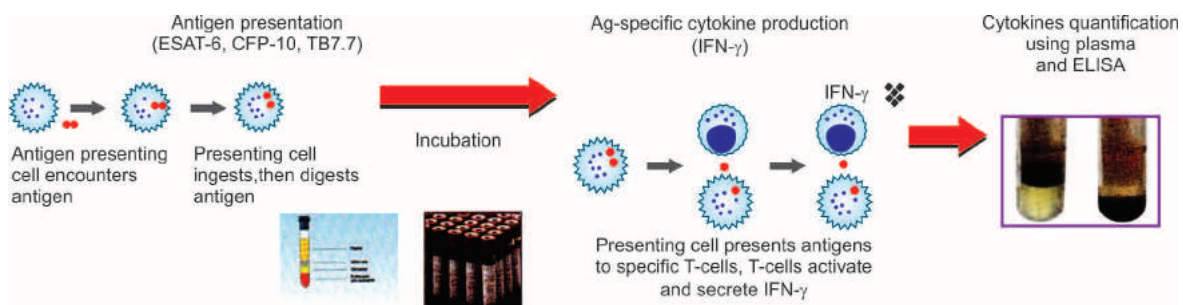 Antigen presentation
(ESAT-6, CFP-10, TB7.7)
Ag-specific cytokine production
(IFN-γ)
Cytokines quantification
using plasma
and ELISA
IFN-γ
Incubation
Antigen presenting
cell encounters
antigen
Presenting cell
ingests,then digests
antigen
Presenting cell presents antigens
to specific T-cells, T-cells activate
and secrete IFN-γ